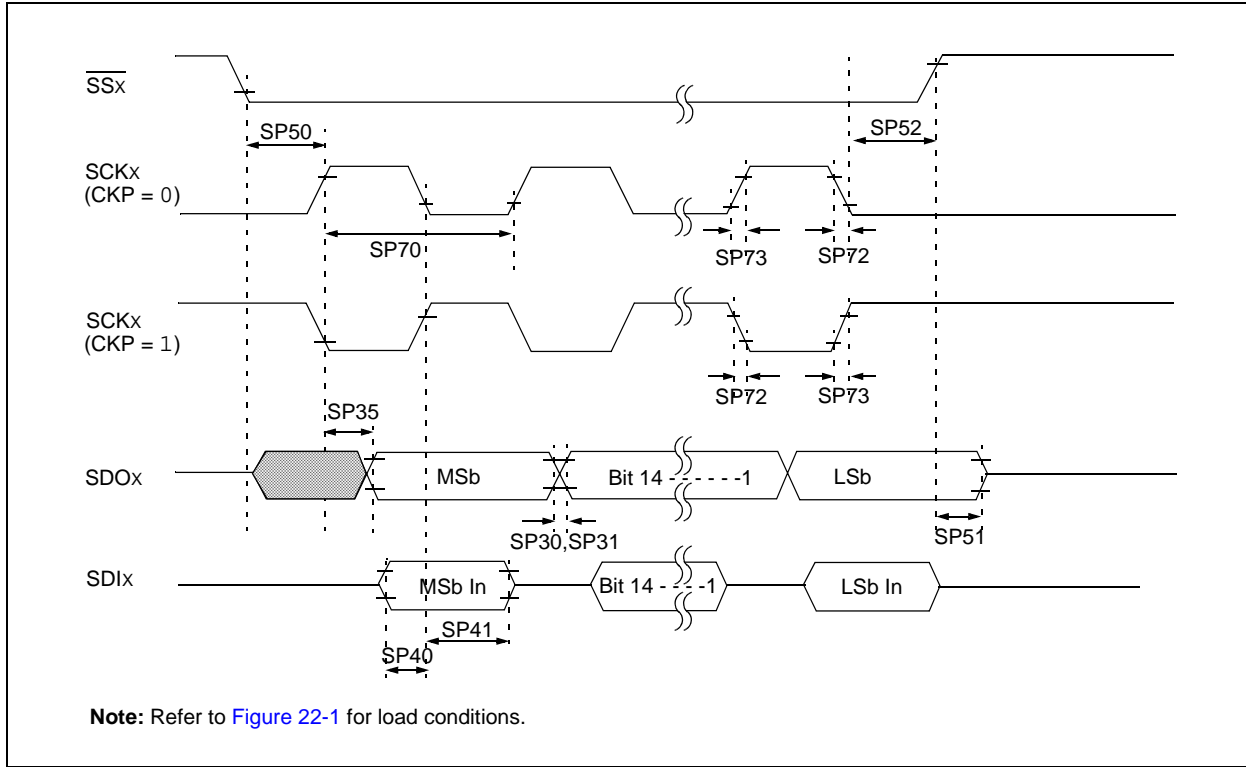 SSX
SP50
SP52
SCKX
(CKP = 0)
SP70
SP73
SP72
SCKX
(CKP = 1)
SP72
SP73
SP35
SDOX
MSb
Bit 14 - - - - - -1
LSb
SP30,SP31
SP51
SDIX
MSb In
Bit 14 - - - -1
LSb In
SP41
SP40
Note: Refer to Figure 22-1 for load conditions.